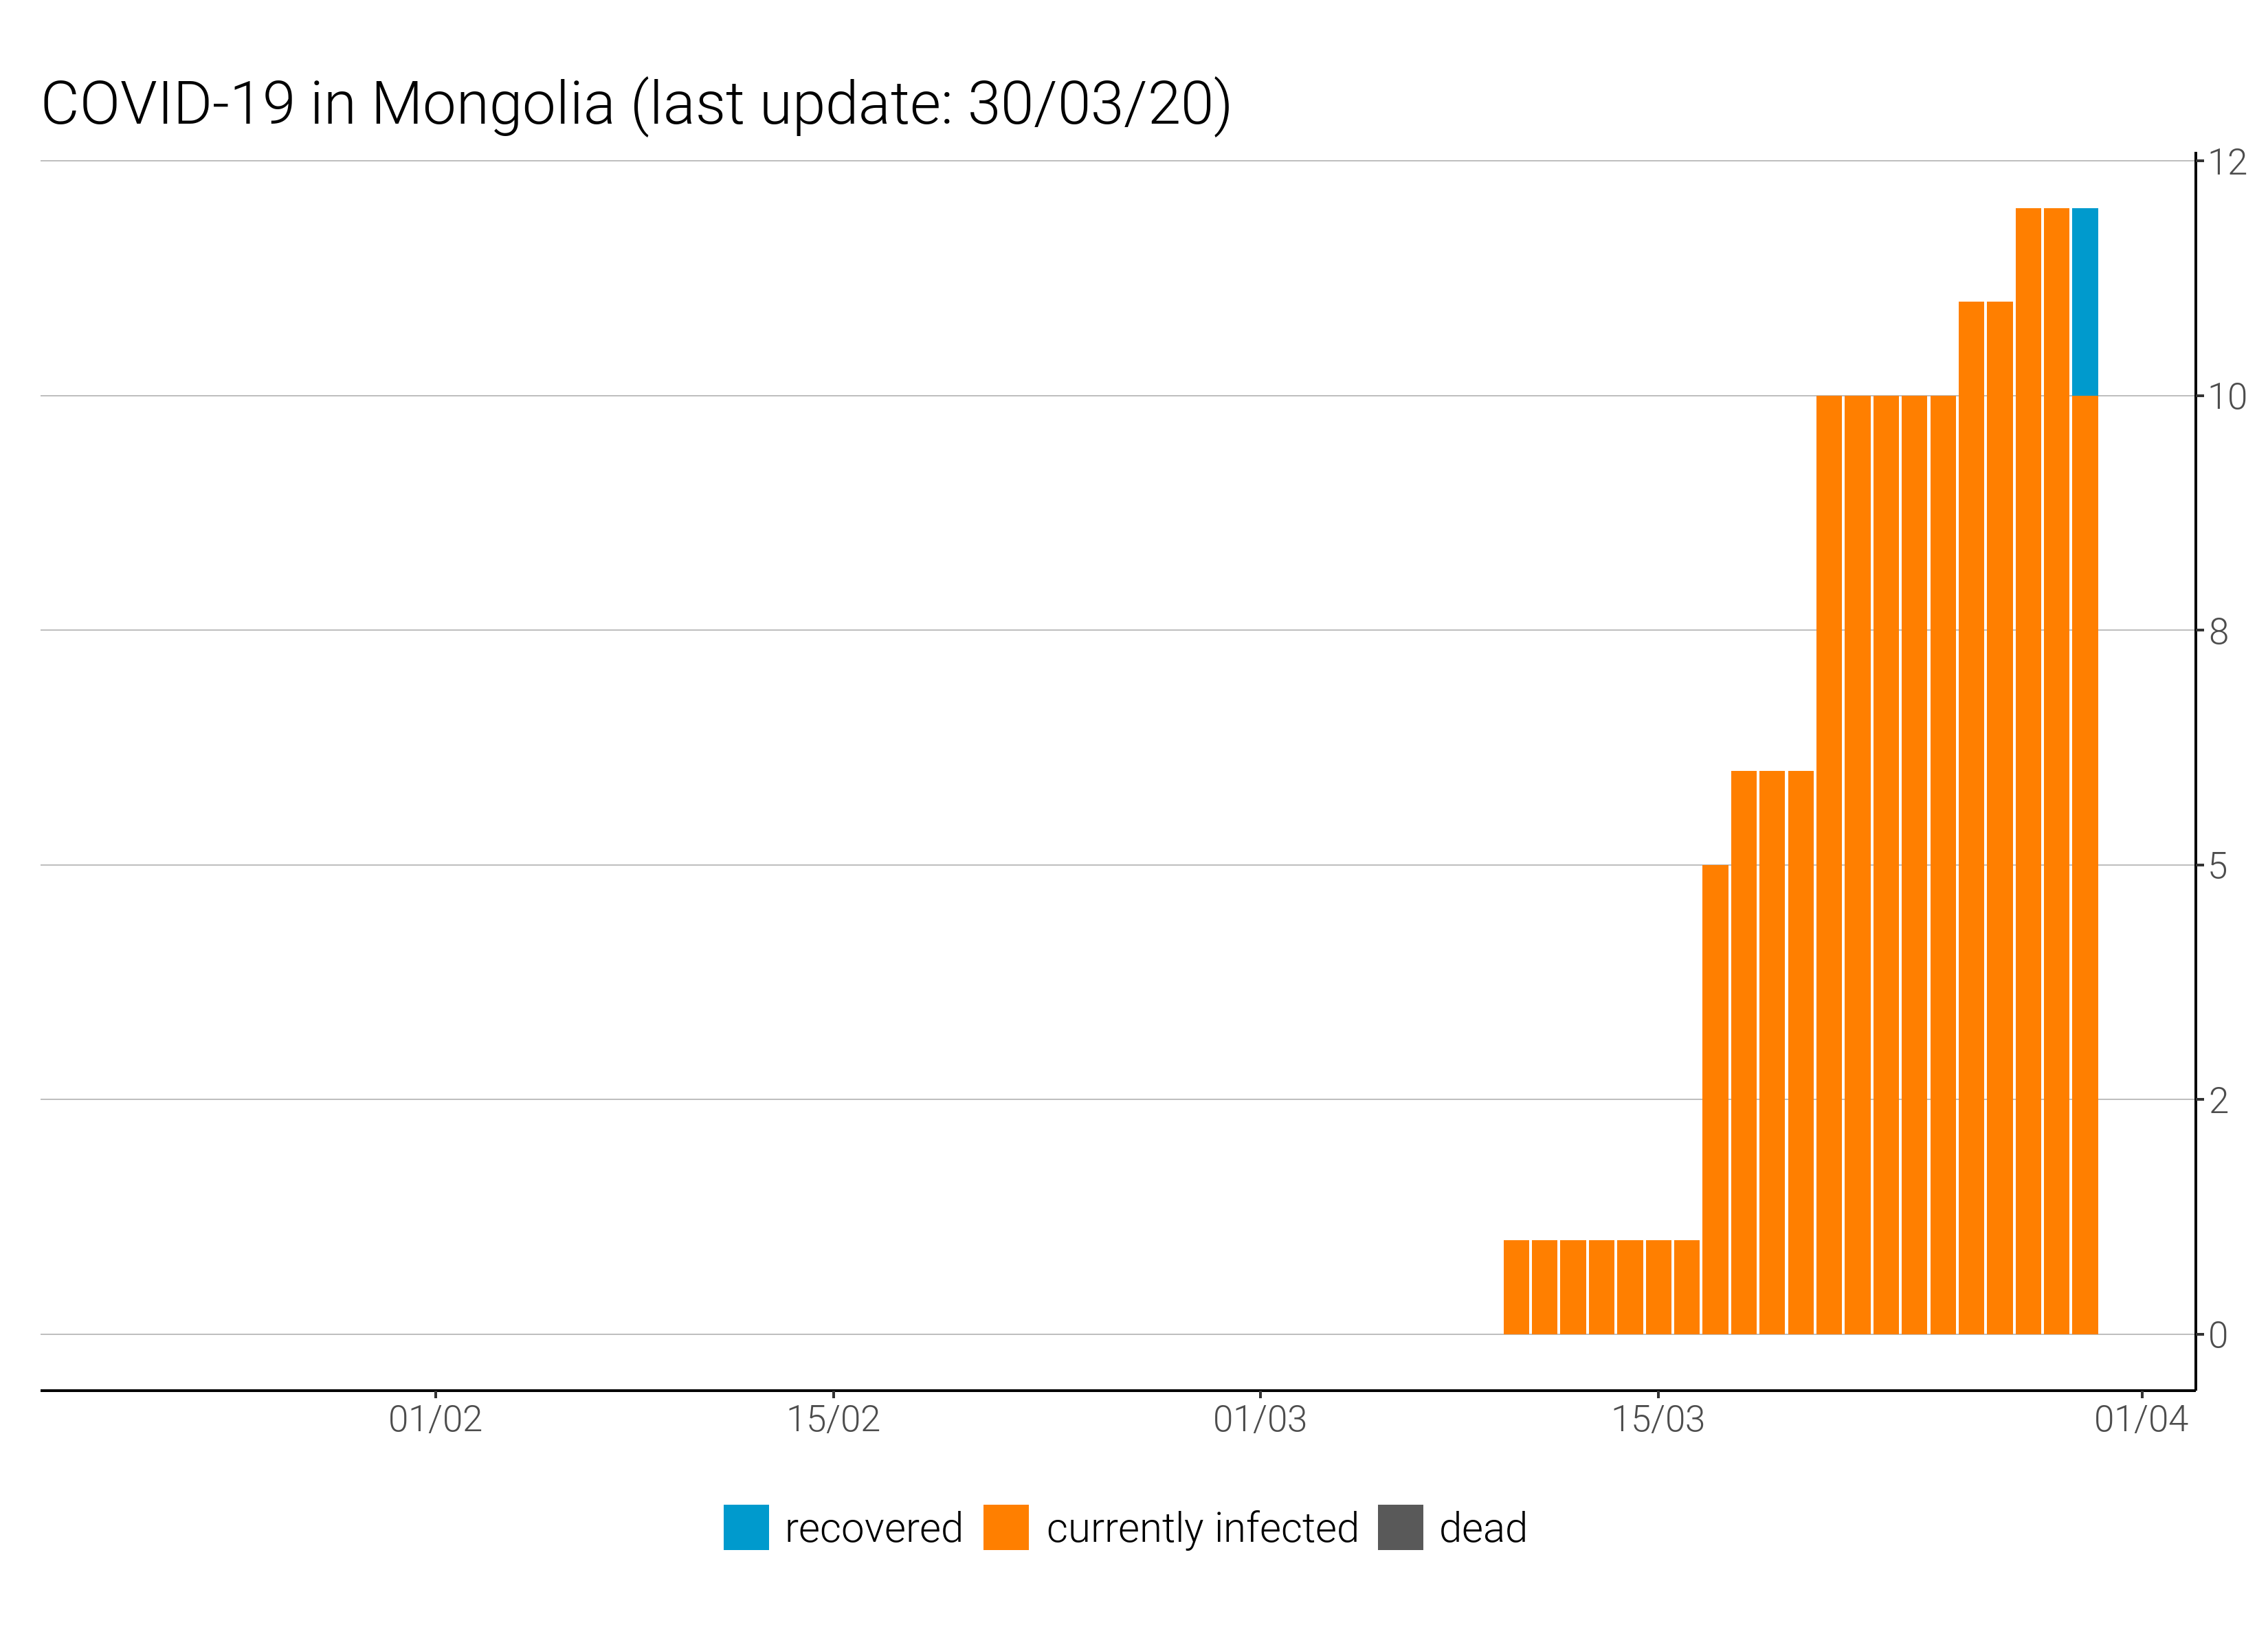 COVID-19 in Mongolia (last update: 30/03/20)
12
10
8
5
2
0
01/02 15/02 01/03 15/03 01/04
recovered currently infected dead